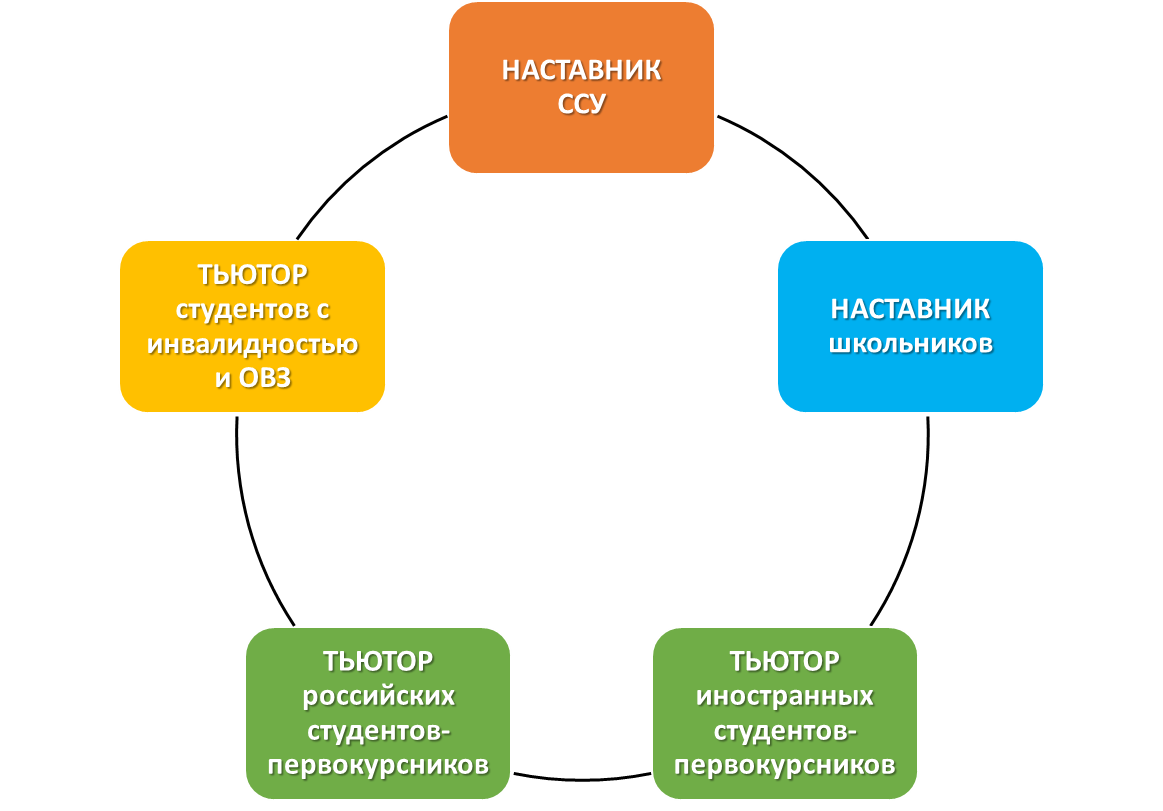 НАСТАВНИК
ССУ
НАСТАВНИК
школьников
ТЬЮТОР
иностранных
студентов-
первокурсников
ТЬЮТОР
российских
студентов-
первокурсников
ТЬЮТОР
студентов с
инвалидностью
и ОВЗ